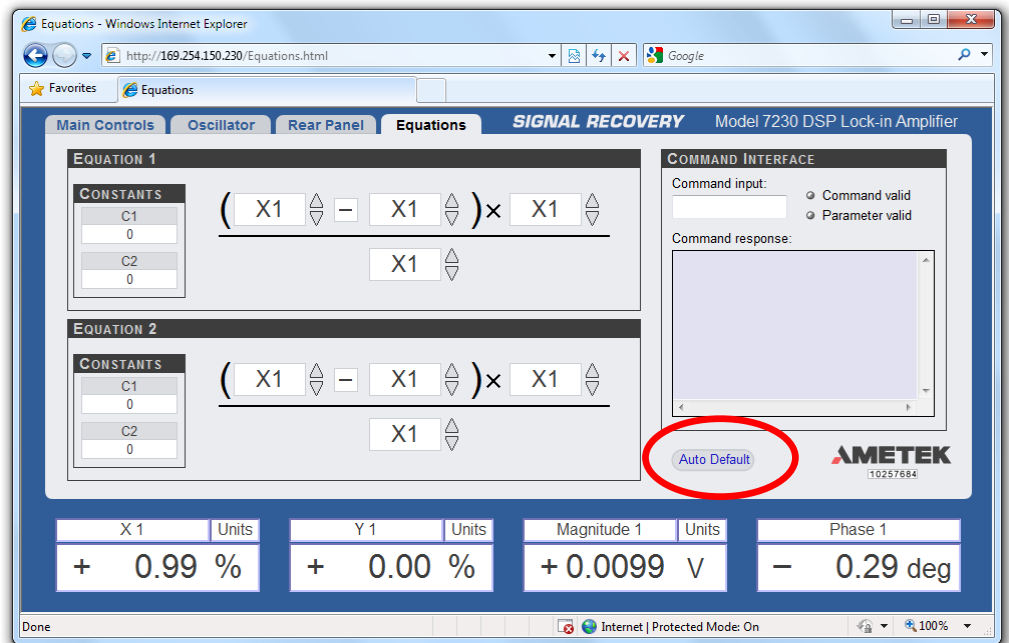 Equations - Windows Internet Explorer
http://169.254.150.230/Equations.html
Google
Favorites
Equations
Main Controls Oscillator Rear Panel Equations SIGNAL RECOVERY Model 7230 DSP Lock-in Amplifier
EQUATION 1
CONSTANTS
C1
0
C2
0
( X1 − X1 ) × X1
X1
EQUATION 2
CONSTANTS
C1
0
C2
0
( X1 − X1 ) × X1
X1
COMMAND INTERFACE
Command input:
Command valid
Parameter valid
Command response:
Auto Default
AMETEK
10257684
X 1 Units
+ 0.99 %
Y 1 Units
+ 0.00 %
Magnitude 1 Units
+ 0.0099 V
Phase 1
− 0.29 deg
Done Internet | Protected Mode: On 100%